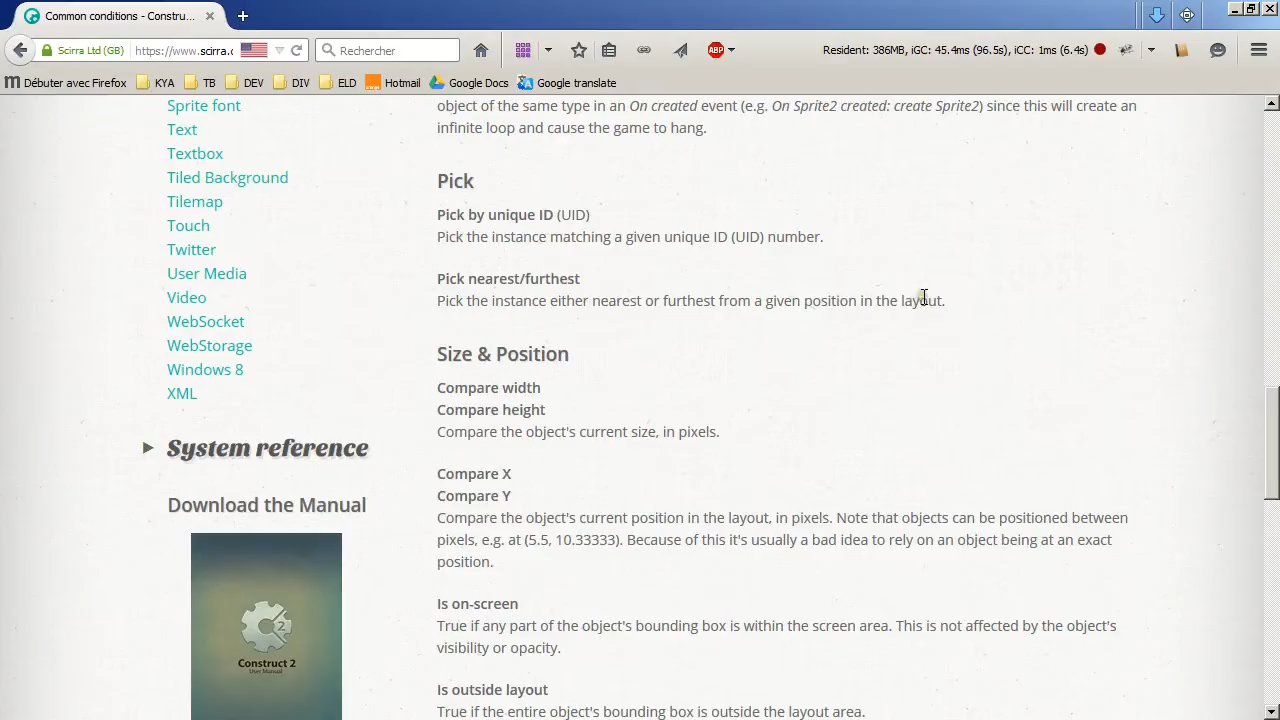 Common conditions - Constru...
Scirra Ltd (GB)
https://www.scirra.c
Rechercher
ABP
Resident: 386MB, iGC: 45.4ms (96.5s), iCC: 1ms (6.4s)
Débuter avec Firefox
KYA
TB
DEV
DIV
ELD
Hotmail
Google Docs
Google translate
Sprite font
Text
Textbox
Tiled Background
Tilemap
Touch
Twitter
User Media
Video
WebSocket
WebStorage
Windows 8
XML
System reference
Download the Manual
2
Construct 2
User Manual
object of the same type in an On created event (e.g. On Sprite2 created: create Sprite2) since this will create an
infinite loop and cause the game to hang.
Pick
Pick by unique ID (UID)
Pick the instance matching a given unique ID (UID) number.
Pick nearest/furthest
Pick the instance either nearest or furthest from a given position in the layout.
Size & Position
Compare width
Compare height
Compare the object's current size, in pixels.
Compare X
Compare Y
Compare the object's current position in the layout, in pixels. Note that objects can be positioned between
pixels, e.g. at (5.5, 10.33333). Because of this it's usually a bad idea to rely on an object being at an exact
position.
Is on-screen
True if any part of the object's bounding box is within the screen area. This is not affected by the object's
visibility or opacity.
Is outside layout
True if the entire object's bounding box is outside the layout area.